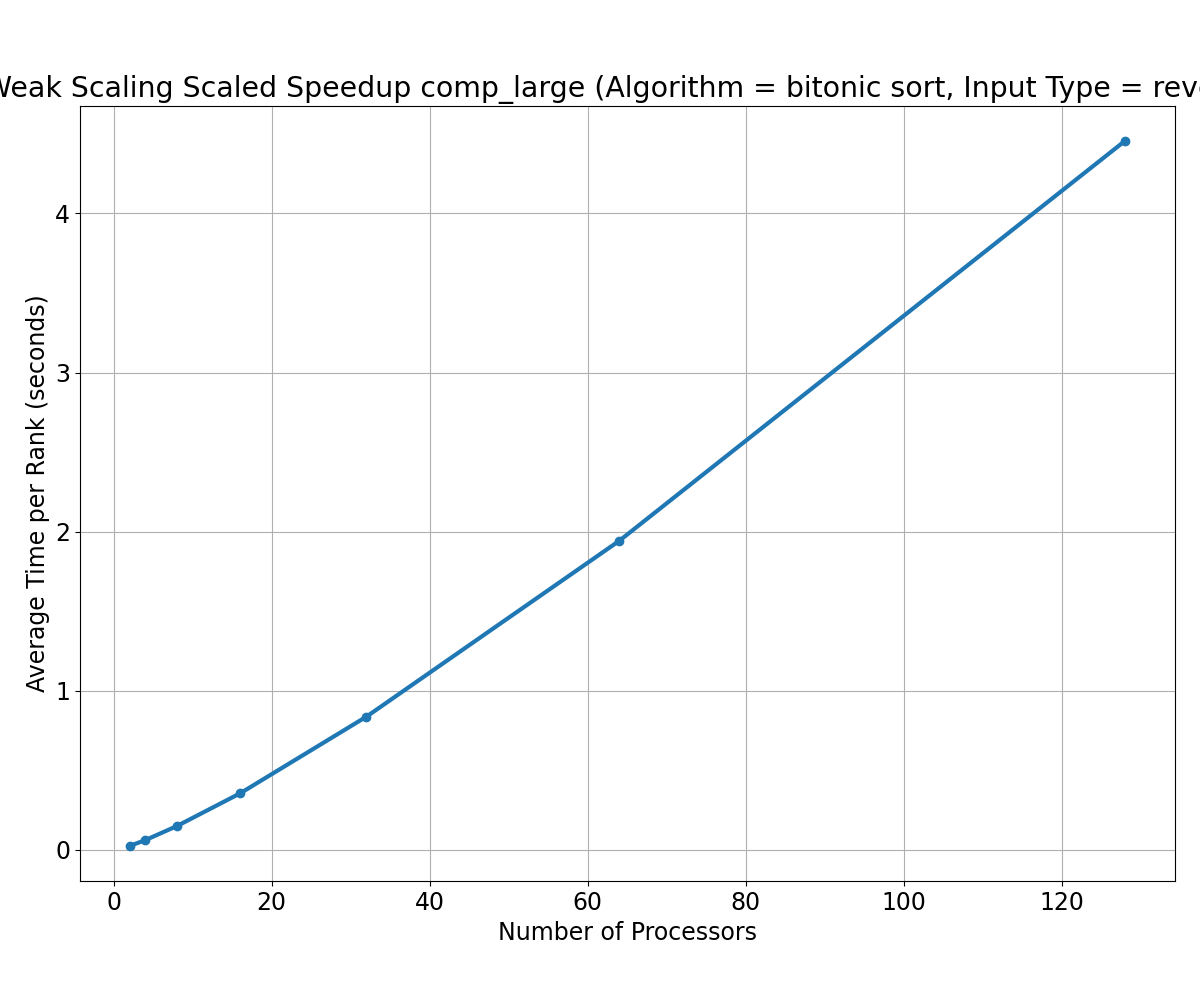 Weak Scaling Scaled Speedup comp_large (Algorithm = bitonic sort, Input Type =
Average Time per Rank (seconds)
4
3
2
1
0
0 20 40 60 80 100 120
Number of Processors